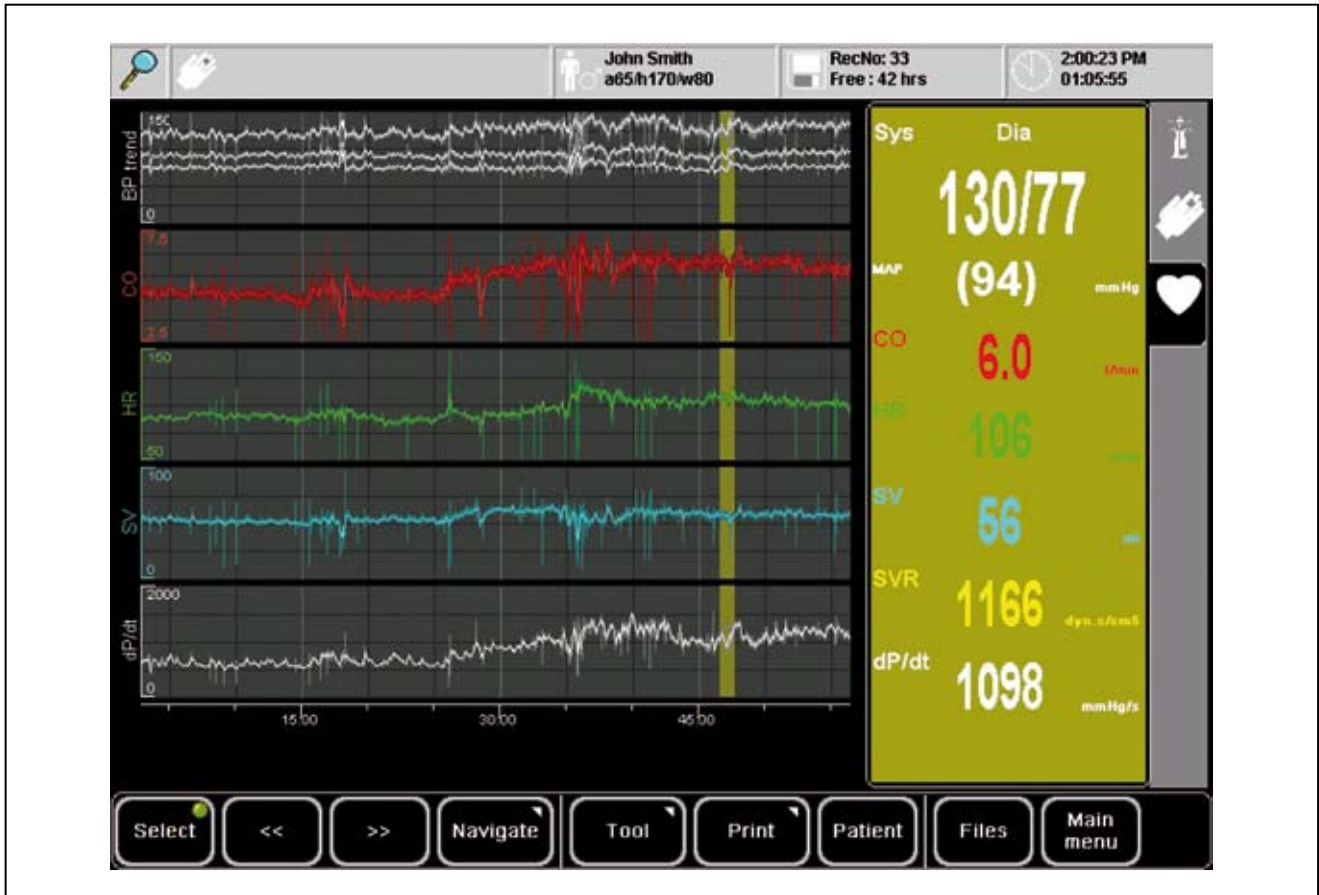 John Smith
a65/h170/w80
RecNo: 33
Free : 42 hrs
2:00:23 PM
01:05:55
BP trend
150
0
CO
7.5
2.5
HR
150
50
SV
100
0
dP/dt
2000
0
15:00
30:00
45:00
Sys Dia
130/77
MAP (94) mmHg
CO 6.0 l/min
HR 106
SV 56
SVR 1166 dyn.s/cm5
dP/dt 1098 mmHg/s
Select << >> Navigate Tool Print Patient Files Main menu